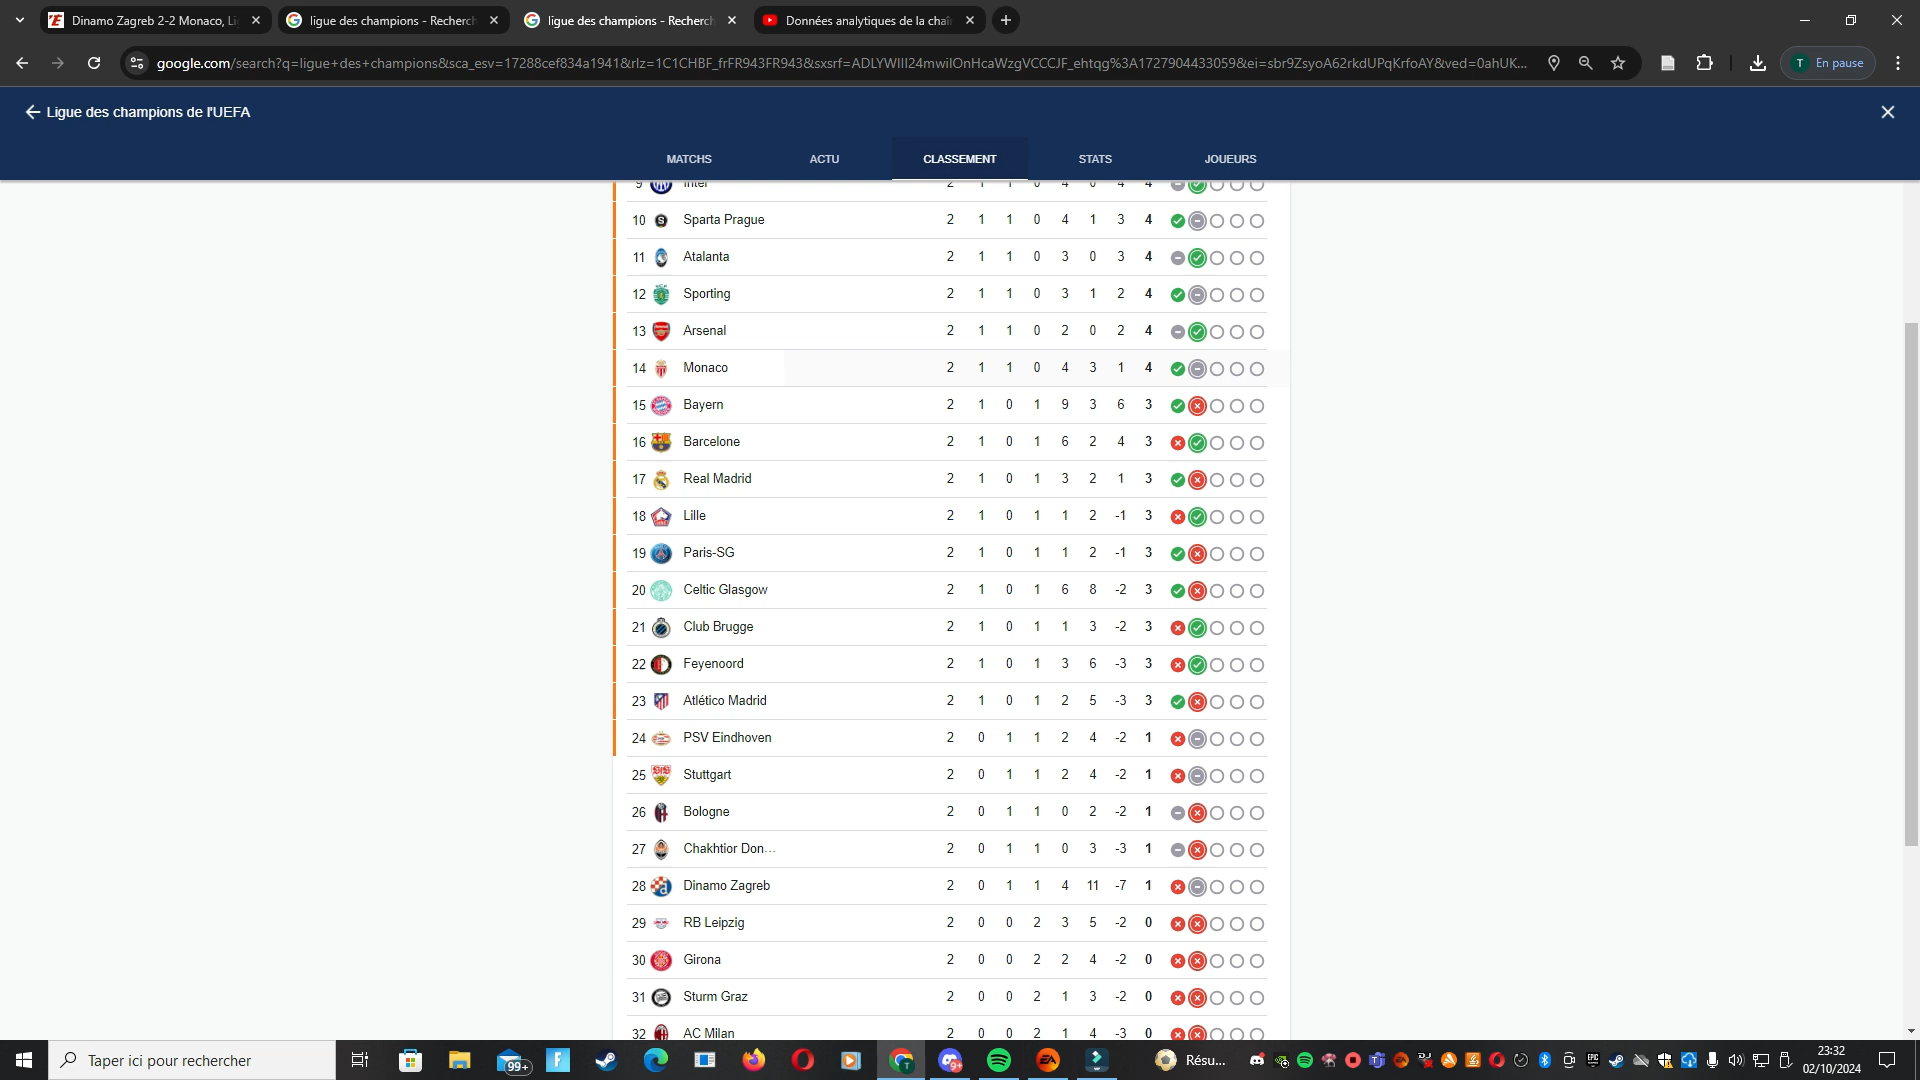 Dinamo Zagreb 2-2 Monaco, Li
ligue des champions - Recherch
ligue des champions - Recherch
Données analytiques de la chaî
google.com/search?q=ligue+des+champions&sca_esv=17288cef834a1941&rlz=1C1CHBF_frFR943FR943&sxsrf=ADLYWIII24mwilOnHcaWzgVCCCJF_ehtqg%3A1727904433059&ei=sbr9ZsyoA62rkdUPqKrfoAY&ved=0ahUK...
T En pause
Ligue des champions de l'UEFA
MATCHS ACTU CLASSEMENT STATS JOUEURS
9 Inter 2 1 1 0 4 0 4 4
10 Sparta Prague 2 1 1 0 4 1 3 4
11 Atalanta 2 1 1 0 3 0 3 4
12 Sporting 2 1 1 0 3 1 2 4
13 Arsenal 2 1 1 0 2 0 2 4
14 Monaco 2 1 1 0 4 3 1 4
15 Bayern 2 1 0 1 9 3 6 3
16 Barcelone 2 1 0 1 6 2 4 3
17 Real Madrid 2 1 0 1 3 2 1 3
18 Lille 2 1 0 1 1 2 -1 3
19 Paris-SG 2 1 0 1 1 2 -1 3
20 Celtic Glasgow 2 1 0 1 6 8 -2 3
21 Club Brugge 2 1 0 1 1 3 -2 3
22 Feyenoord 2 1 0 1 3 6 -3 3
23 Atlético Madrid 2 1 0 1 2 5 -3 3
24 PSV Eindhoven 2 0 1 1 2 4 -2 1
25 Stuttgart 2 0 1 1 2 4 -2 1
26 Bologne 2 0 1 1 0 2 -2 1
27 Chakhtior Don... 2 0 1 1 0 3 -3 1
28 Dinamo Zagreb 2 0 1 1 4 11 -7 1
29 RB Leipzig 2 0 0 2 3 5 -2 0
30 Girona 2 0 0 2 2 4 -2 0
31 Sturm Graz 2 0 0 2 1 3 -2 0
32 AC Milan 2 0 0 2 1 4 -3 0
Taper ici pour rechercher
99+
9+
EA
Résu...
23:32
02/10/2024